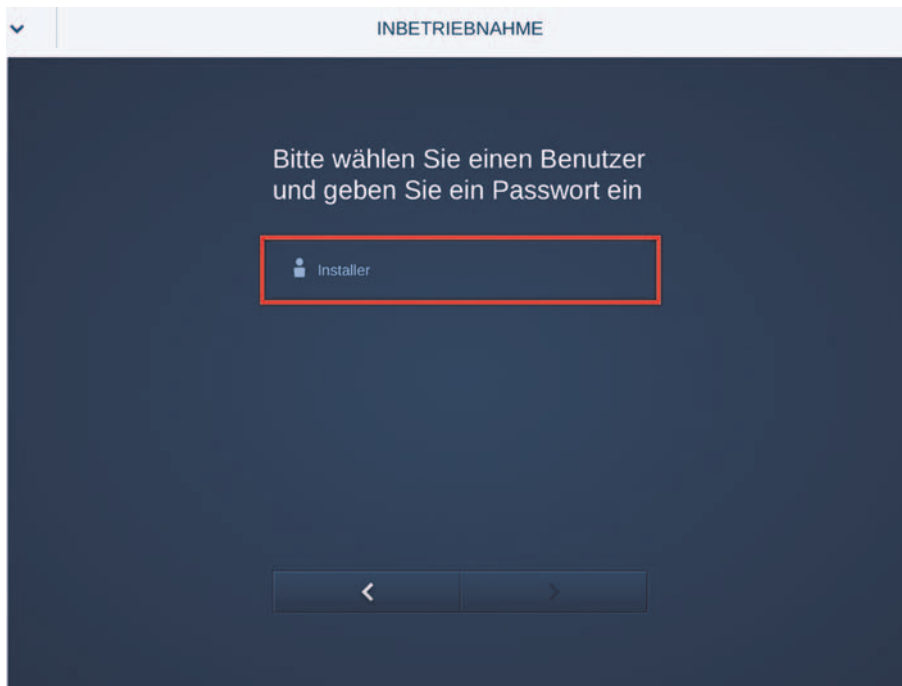 INBETRIEBNAHME
Bitte wählen Sie einen Benutzer
und geben Sie ein Passwort ein
Installer